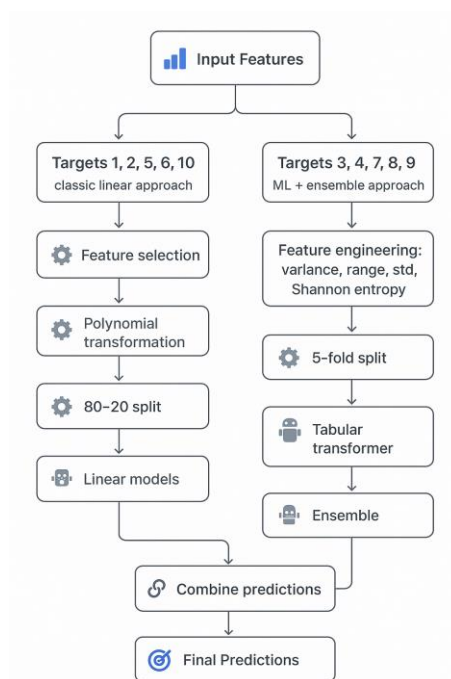 Input Features
Targets 1, 2, 5, 6, 10
classic linear approach
Feature selection
Polynomial
transformation
80–20 split
Linear models
Targets 3, 4, 7, 8, 9
ML + ensemble approach
Feature engineering:
varlance, range, std,
Shannon entropy
5-fold split
Tabular
transformer
Ensemble
Combine predictions
Final Predictions